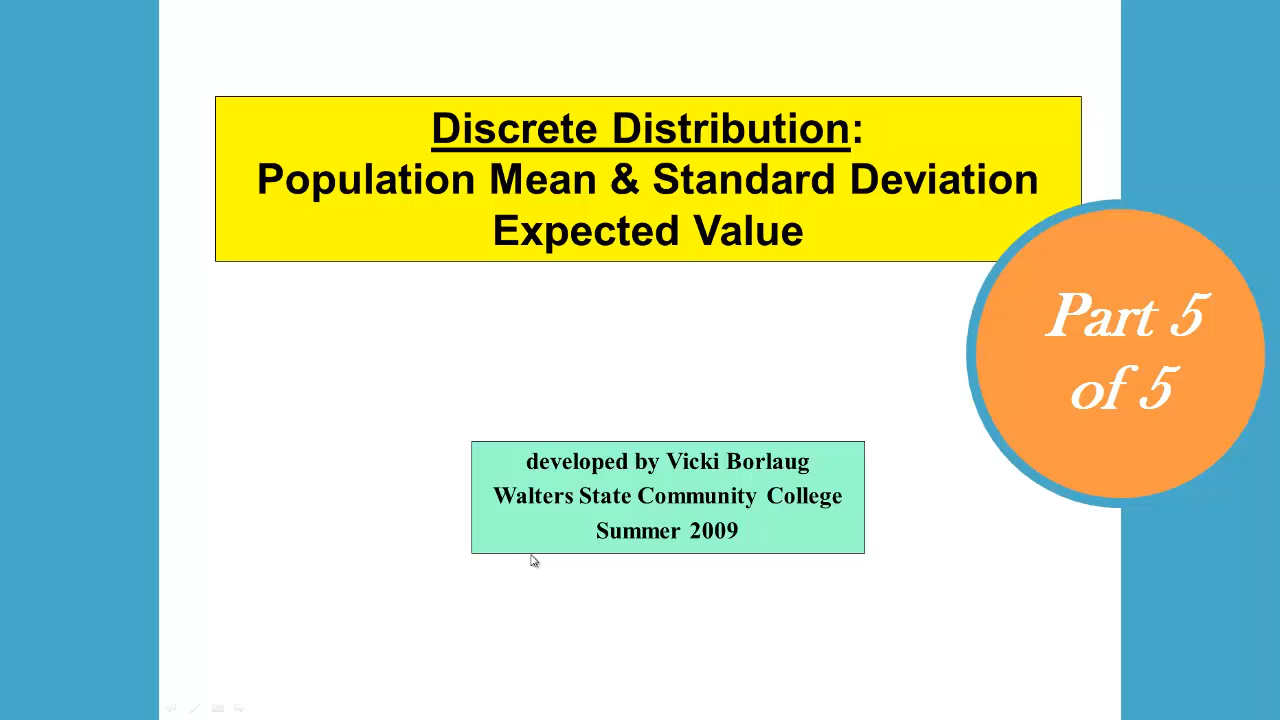 Discrete Distribution:
Population Mean & Standard Deviation
Expected Value
Part 5
of 5
developed by Vicki Borlaug
Walters State Community College
Summer 2009